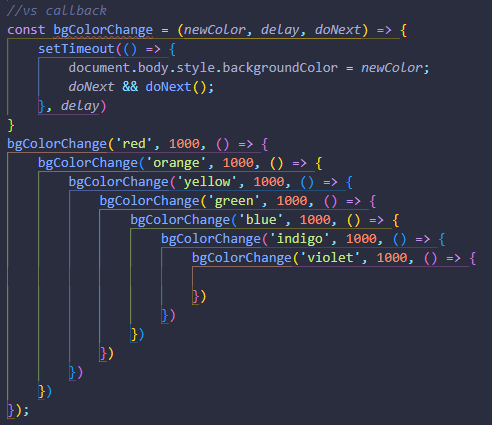 //vs callback
const bgColorChange = (newColor, delay, doNext) => {
    setTimeout(() => {
        document.body.style.backgroundColor = newColor;
        doNext && doNext();
    }, delay)
}
bgColorChange('red', 1000, () => {
    bgColorChange('orange', 1000, () => {
        bgColorChange('yellow', 1000, () => {
            bgColorChange('green', 1000, () => {
                bgColorChange('blue', 1000, () => {
                    bgColorChange('indigo', 1000, () => {
                        bgColorChange('violet', 1000, () => {

                        })
                    })
                })
            })
        })
    })
});